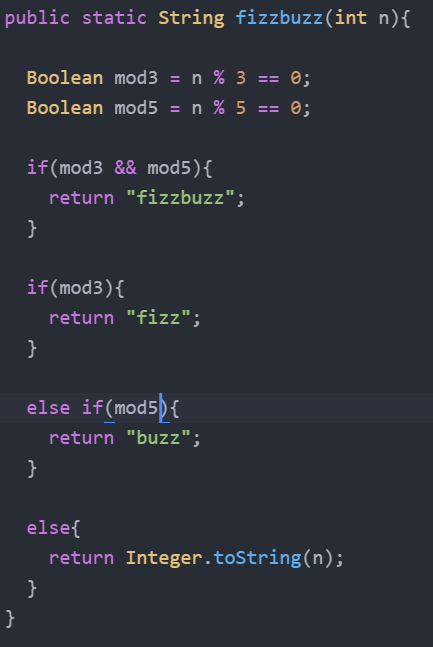 public static String fizzbuzz(int n){
Boolean mod3 = n % 3 == 0;
Boolean mod5 = n % 5 == 0;
if(mod3 && mod5){
return "fizzbuzz";
}
if(mod3){
return "fizz";
}
else if(mod5){
return "buzz";
}
else{
return Integer.toString(n);
}
}